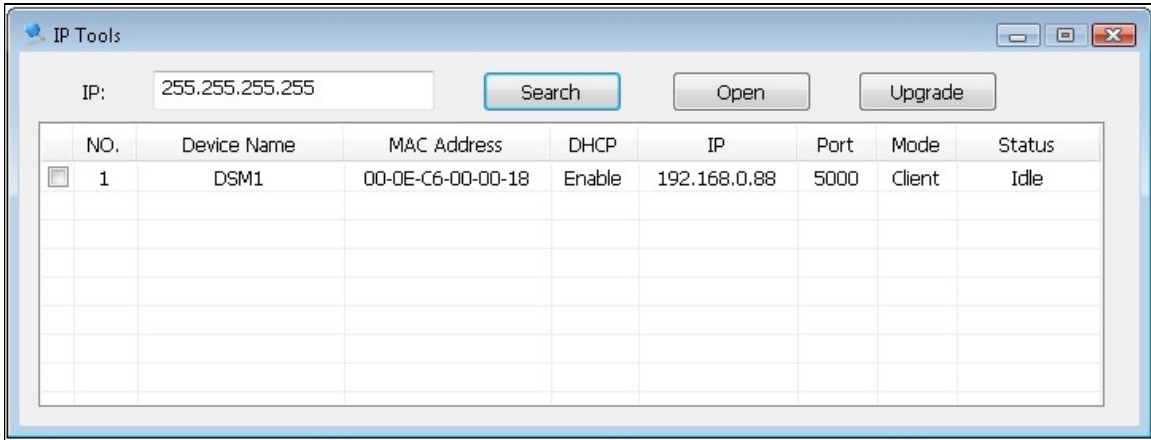 IP Tools
IP: 255.255.255.255 Search Open Upgrade
NO. Device Name MAC Address DHCP IP Port Mode Status
1 DSM1 00-0E-C6-00-00-18 Enable 192.168.0.88 5000 Client Idle